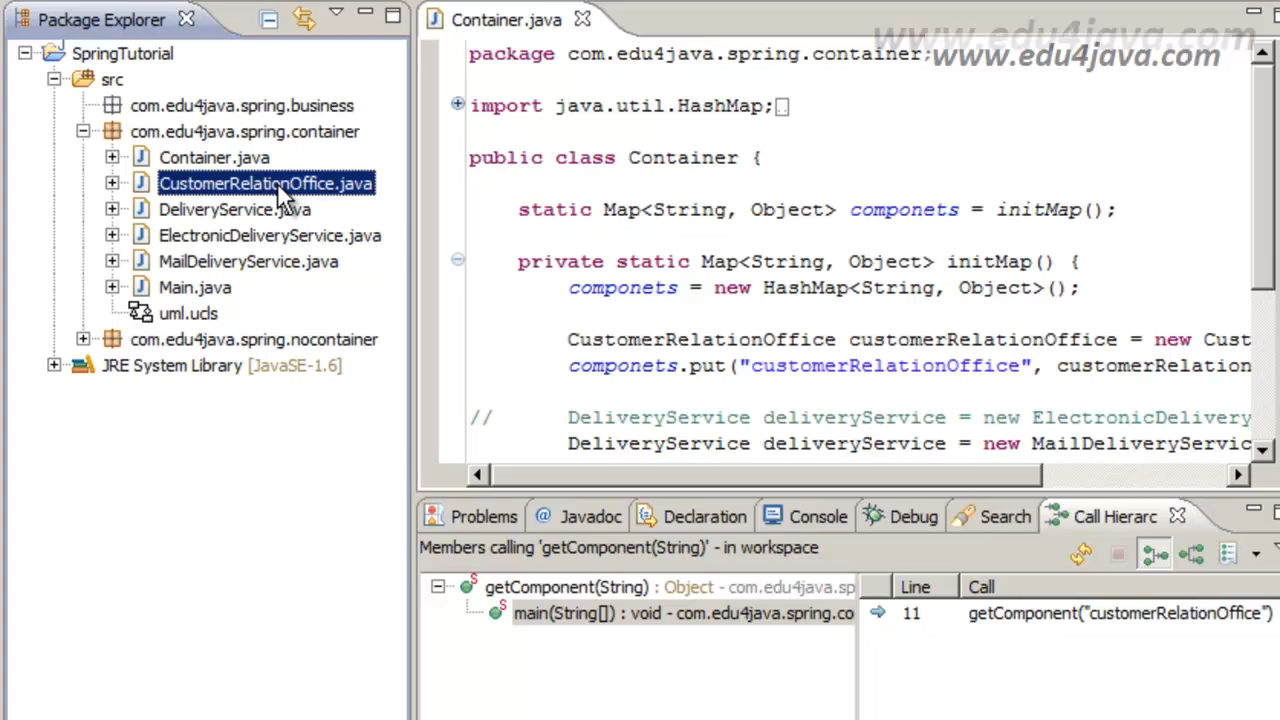 Package Explorer
SpringTutorial
src
com.edu4java.spring.business
com.edu4java.spring.container
Container.java
CustomerRelationOffice.java
DeliveryService.java
ElectronicDeliveryService.java
MailDeliveryService.java
Main.java
uml.ucls
com.edu4java.spring.nocontainer
JRE System Library [JavaSE-1.6]
Container.java
www.edu4java.com
www.edu4java.com
package com.edu4java.spring.container;
import java.util.HashMap;
public class Container {
static Map<String, Object> componets = initMap();
private static Map<String, Object> initMap() {
componets = new HashMap<String, Object>();
CustomerRelationOffice customerRelationOffice = new Cust
componets.put("customerRelationOffice", customerRelation
// DeliveryService deliveryService = new ElectronicDelivery
DeliveryService deliveryService = new MailDeliveryServic
Problems @ Javadoc Declaration Console Debug Search Call Hierarc
Members calling 'getComponent(String)' - in workspace
getComponent(String) : Object - com.edu4java.sp
main(String[]) : void - com.edu4java.spring.co
Line Call
11 getComponent("customerRelationOffice")